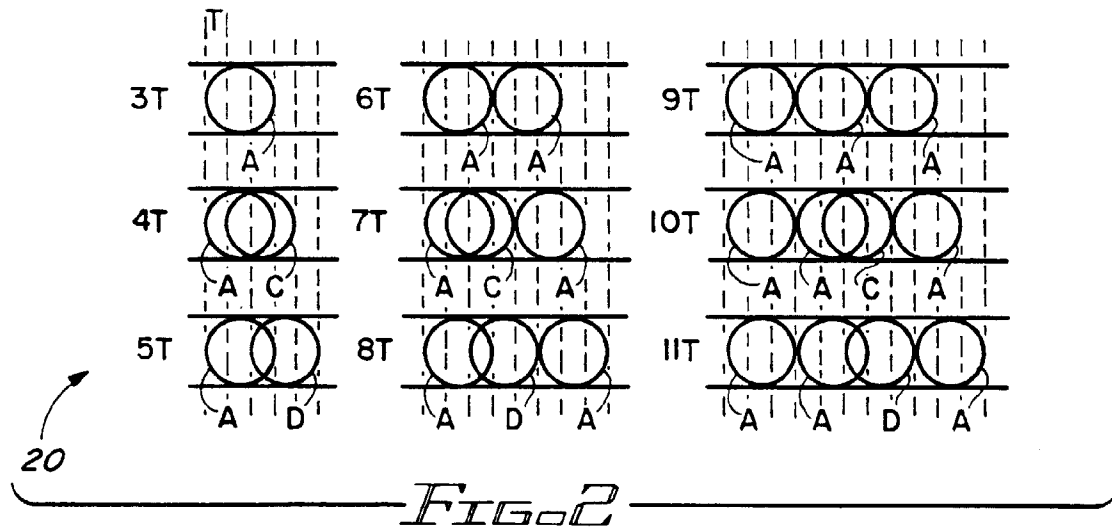 T
3T 6T 9T
A A A A A A
4T 7T 10T
A C A C A A A C A
5T 8T 11T
A D A D A A A D A
20
FIG.2